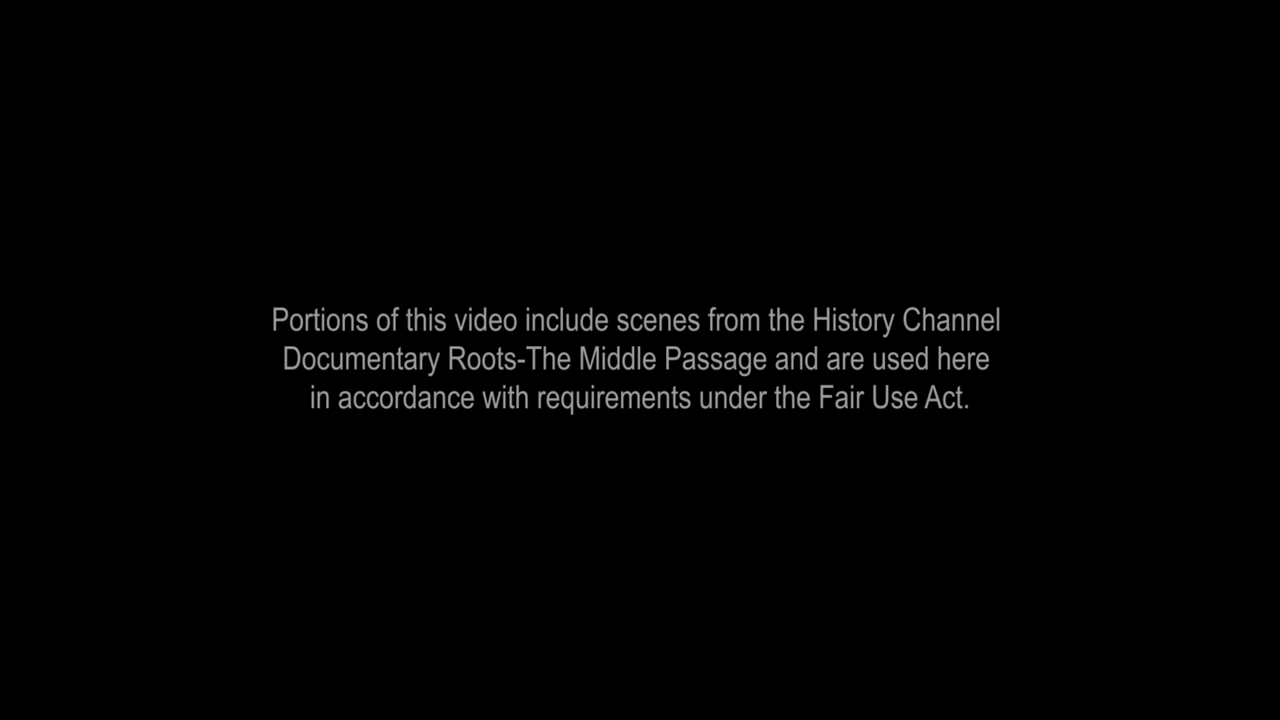 Portions of this video include scenes from the History Channel
Documentary Roots-The Middle Passage and are used here
in accordance with requirements under the Fair Use Act.